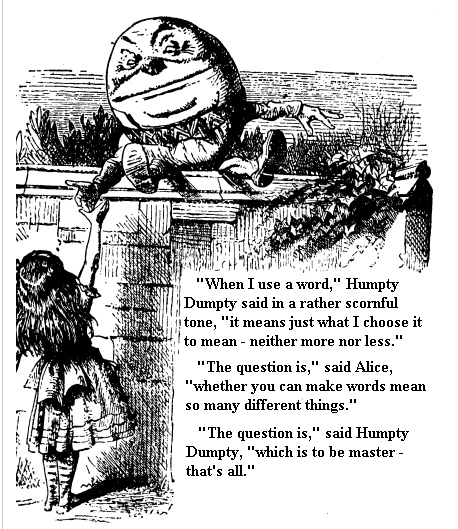 "When I use a word," Humpty
Dumpty said in a rather scornful
tone, "it means just what I choose it
to mean - neither more nor less."
"The question is," said Alice,
"whether you can make words mean
so many different things."
"The question is," said Humpty
Dumpty, "which is to be master -
that's all."